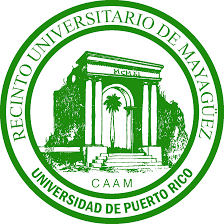 RECINTO UNIVERSITARIO DE MAYAGÜEZ
MCMXI
CAAM
UNIVERSIDAD DE PUERTO RICO